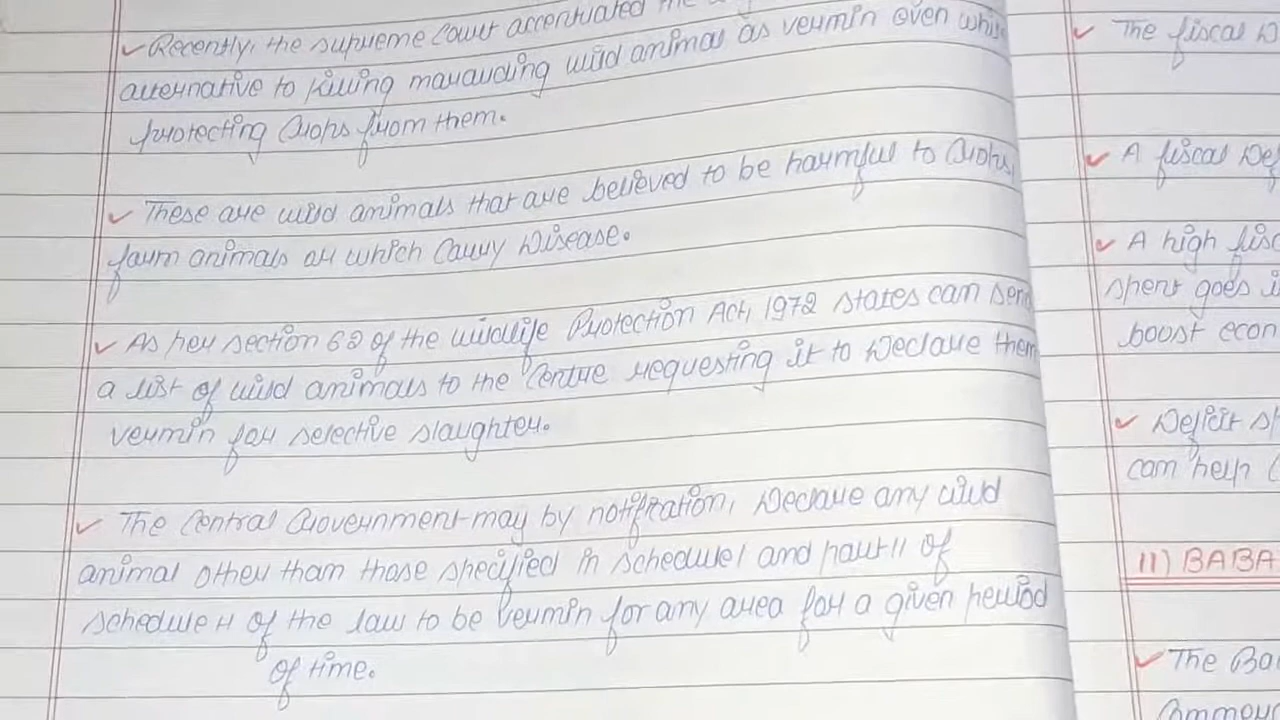 ✓ Recently, the supreme court accentuated the
alternative to killing marauding wild animal as vermin even whi
protecting crops from them.
✓ These are wild animals that are believed to be harmful to crops,
farm animals or which carry disease.
✓ As per section 62 of the wildlife Protection Act, 1972 states can send
a list of wild animals to the centre requesting it to declare them
vermin for selective slaughter.
✓ The Central Government may by notification, declare any wild
animal other than those specified in schedule I and part II of
schedule II of the law to be vermin for any area for a given period
of time.
✓ The fiscal D
✓ A fiscal Def
✓ A high fisc
spent goes i
boost econ
✓ Deficit s
can help
11) BABA
✓ The Ba